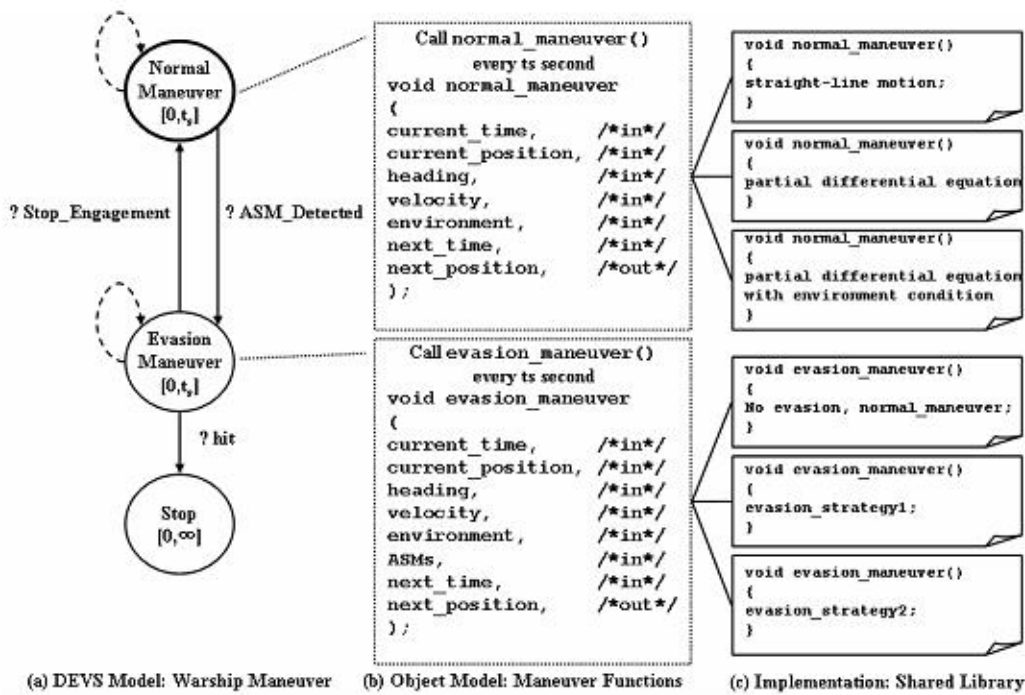 Normal
Maneuver
[0,ts]
? Stop_Engagement
? ASM_Detected
Evasion
Maneuver
[0,ts]
? hit
Stop
[0,∞]
(a) DEVS Model: Warship Maneuver
Call normal_maneuver()
every ts second
void normal_maneuver
(
current_time, /*in*/
current_position, /*in*/
heading, /*in*/
velocity, /*in*/
environment, /*in*/
next_time, /*in*/
next_position, /*out*/
);
Call evasion_maneuver()
every ts second
void evasion_maneuver
(
current_time, /*in*/
current_position, /*in*/
heading, /*in*/
velocity, /*in*/
environment, /*in*/
ASMs, /*in*/
next_time, /*in*/
next_position, /*out*/
);
(b) Object Model: Maneuver Functions
void normal_maneuver()
{
straight-line motion;
}
void normal_maneuver()
{
partial differential equation
}
void normal_maneuver()
{
partial differential equation
with environment condition
}
void evasion_maneuver()
{
No evasion, normal_maneuver;
}
void evasion_maneuver()
{
evasion_strategy1;
}
void evasion_maneuver()
{
evasion_strategy2;
}
(c) Implementation: Shared Library